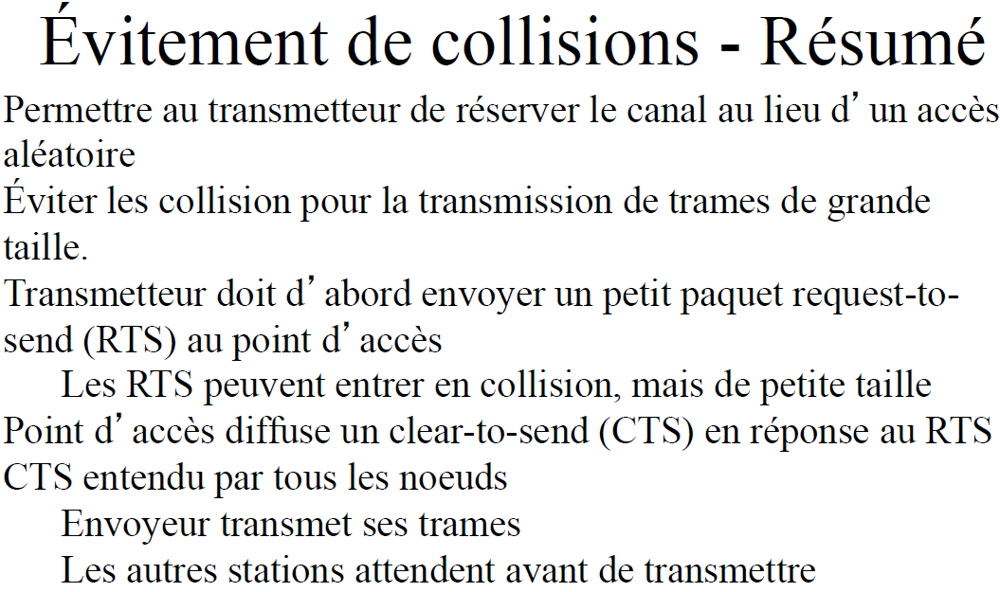 Évitement de collisions - Résumé
Permettre au transmetteur de réserver le canal au lieu d’ un accès
aléatoire
Éviter les collision pour la transmission de trames de grande
taille.
Transmetteur doit d’ abord envoyer un petit paquet request-to-
send (RTS) au point d’ accès
Les RTS peuvent entrer en collision, mais de petite taille
Point d’ accès diffuse un clear-to-send (CTS) en réponse au RTS
CTS entendu par tous les noeuds
Envoyeur transmet ses trames
Les autres stations attendent avant de transmettre